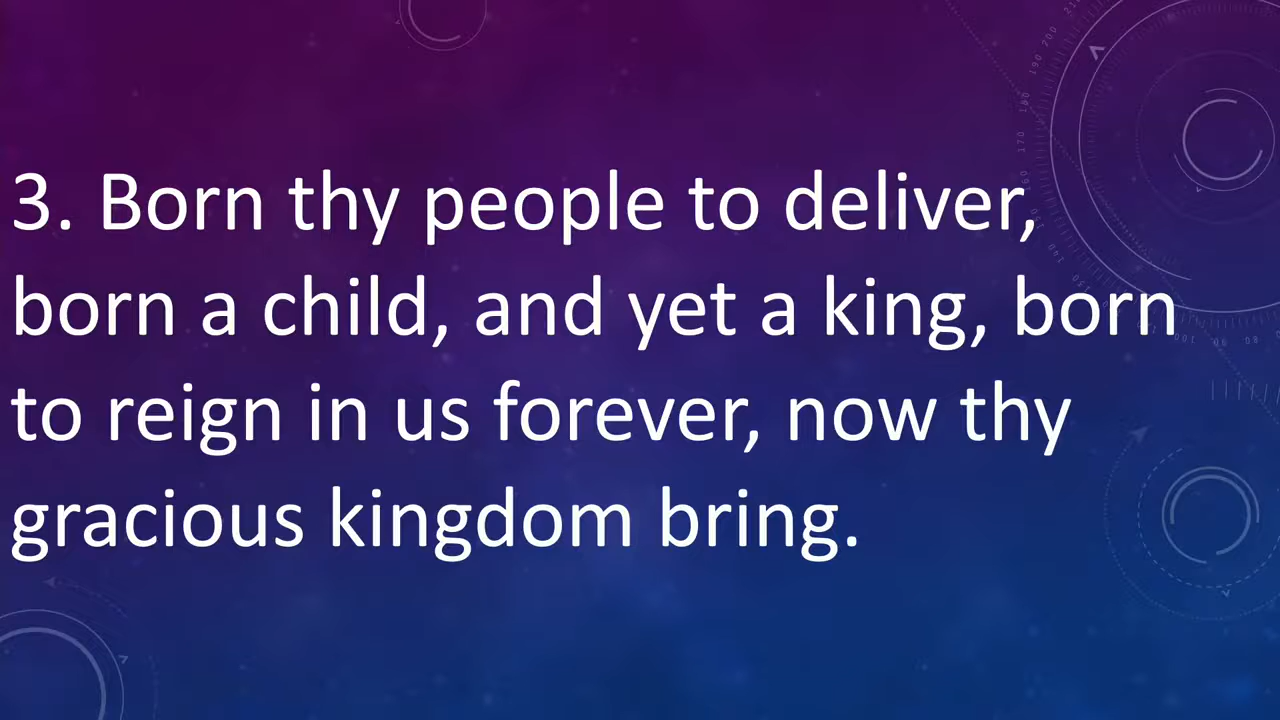 3. Born thy people to deliver,
born a child, and yet a king, born
to reign in us forever, now thy
gracious kingdom bring.